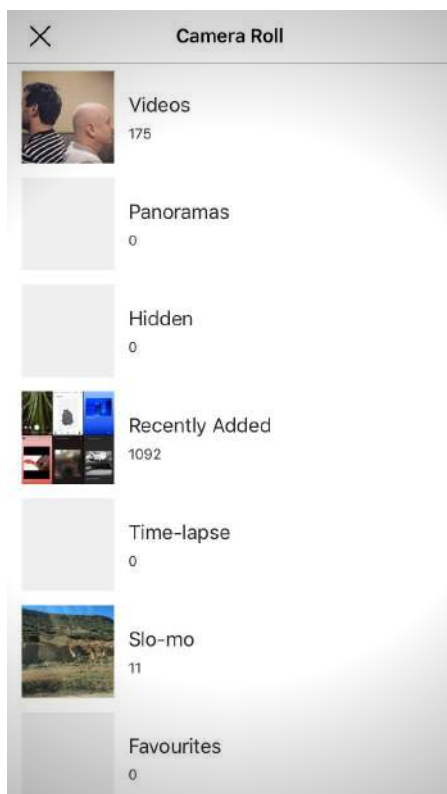 Camera Roll
Videos
175
Panoramas
0
Hidden
0
Recently Added
1092
Time-lapse
0
Slo-mo
11
Favourites
0